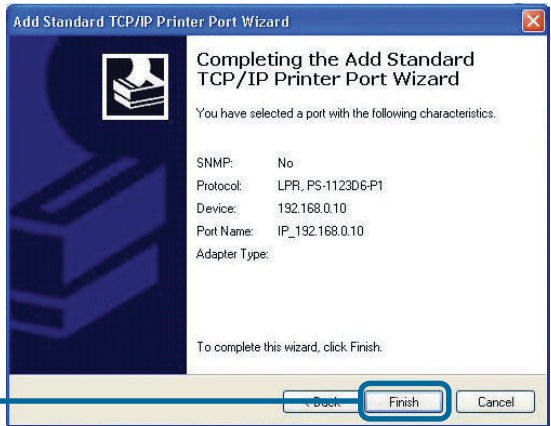 Add Standard TCP/IP Printer Port Wizard
Completing the Add Standard
TCP/IP Printer Port Wizard
You have selected a port with the following characteristics.
SNMP: No
Protocol: LPR, PS-1123D6-P1
Device: 192.168.0.10
Port Name: IP_192.168.0.10
Adapter Type:
To complete this wizard, click Finish.
< Back Finish Cancel